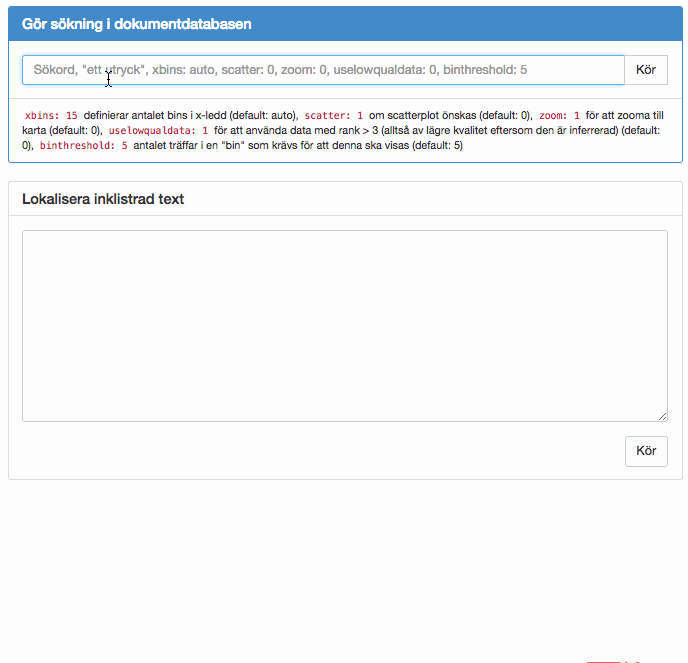 Gör sökning i dokumentdatabasen
Sökord, "ett utryck", xbins: auto, scatter: 0, zoom: 0, uselowqualdata: 0, binthreshold: 5
Kör
xbins: 15 definierar antalet bins i x-ledd (default: auto), scatter: 1 om scatterplot önskas (default: 0), zoom: 1 för att zooma till
karta (default: 0), uselowqualdata: 1 för att använda data med rank > 3 (alltså av lägre kvalitet eftersom den är inferrerad) (default:
0), binthreshold: 5 antalet träffar i en "bin" som krävs för att denna ska visas (default: 5)
Lokalisera inklistrad text
Kör